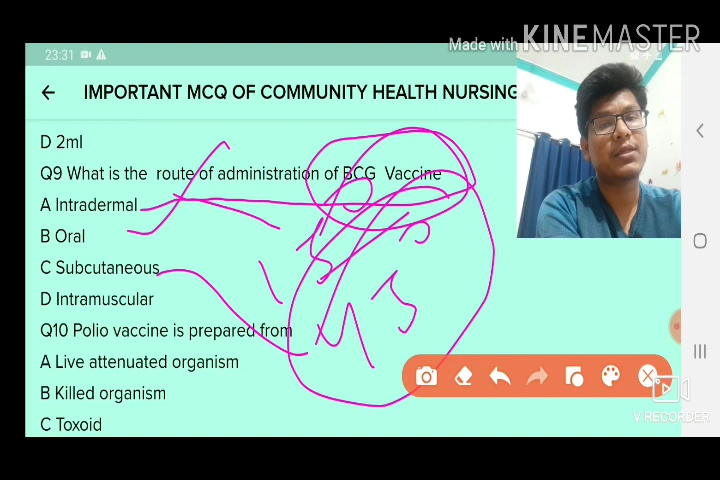 Made with KINEMASTER
23:31
IMPORTANT MCQ OF COMMUNITY HEALTH NURSING
D 2ml
Q9 What is the route of administration of BCG Vaccine
A Intradermal
B Oral
C Subcutaneous
D Intramuscular
Q10 Polio vaccine is prepared from
A Live attenuated organism
B Killed organism
C Toxoid
V RECORDER